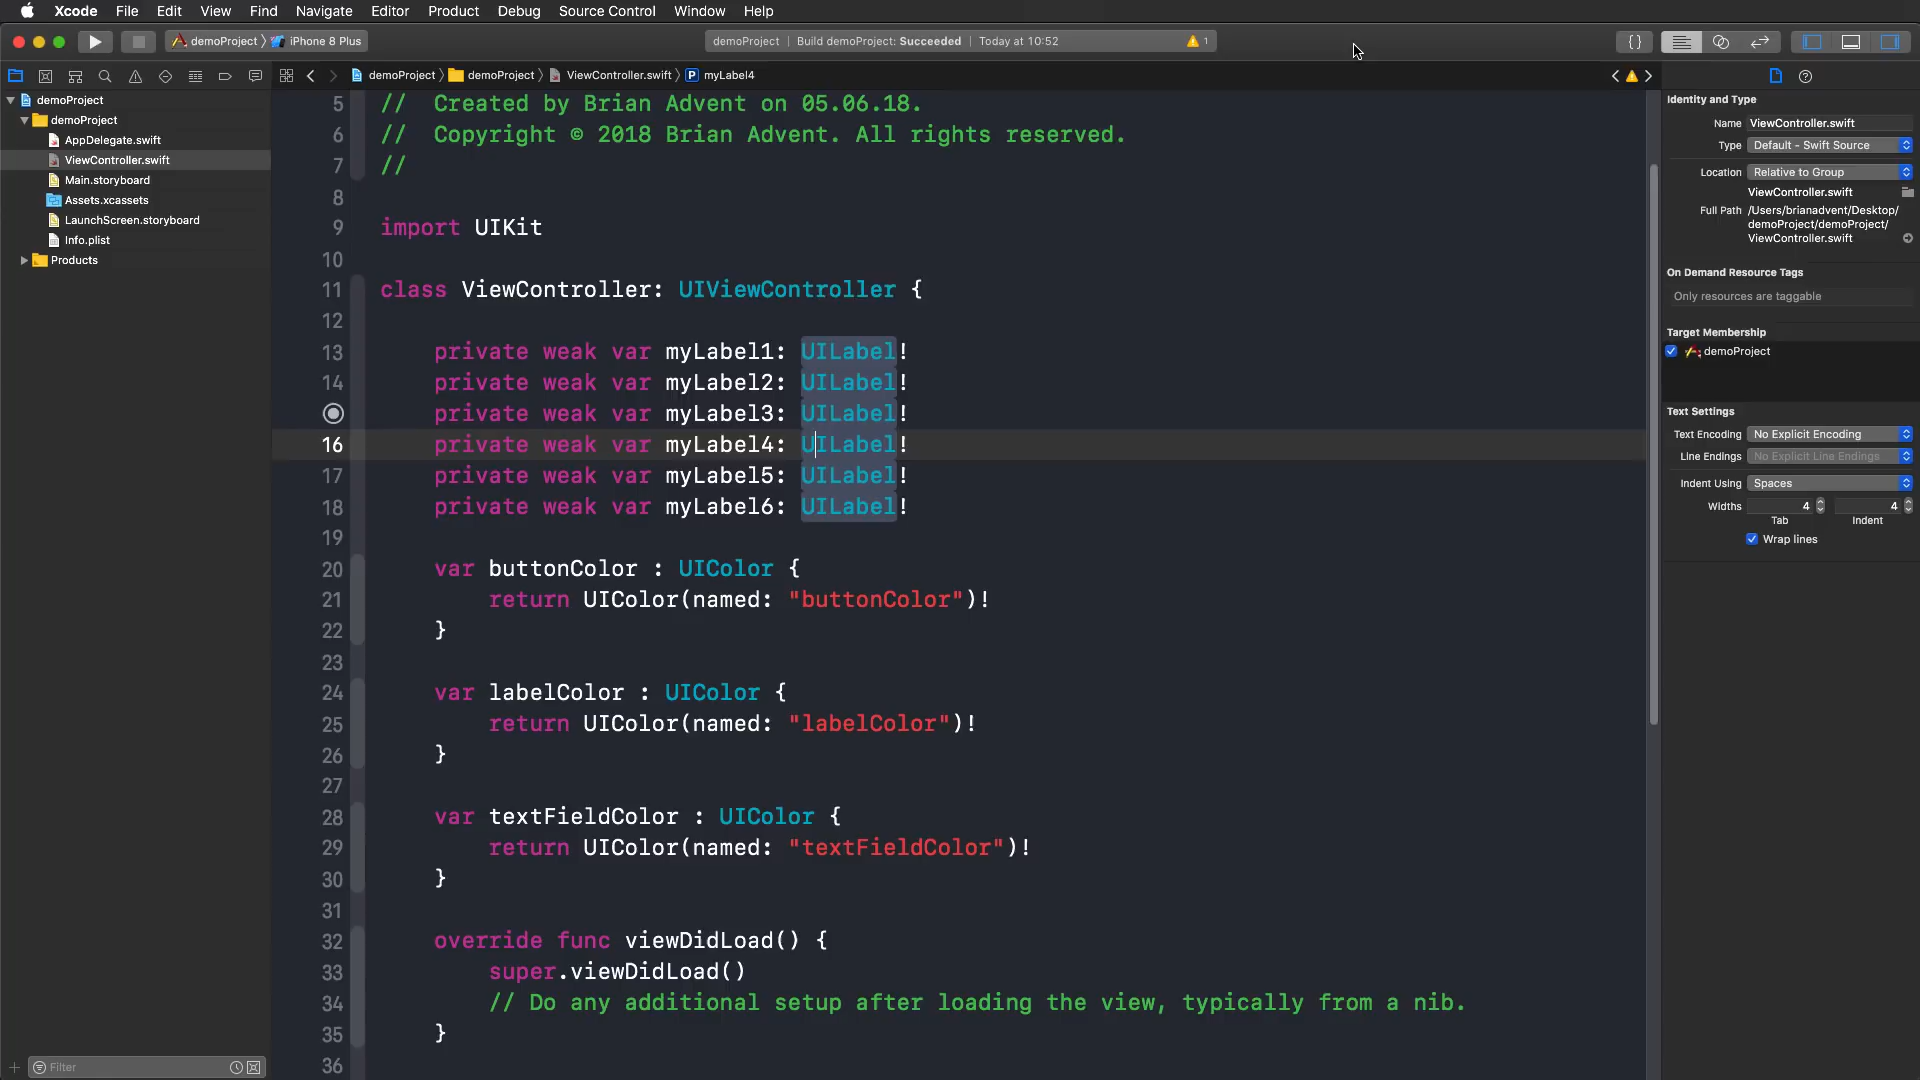 Xcode File Edit View Find Navigate Editor Product Debug Source Control Window Help
demoProject iPhone 8 Plus
demoProject | Build demoProject: Succeeded | Today at 10:52
1
demoProject
demoProject
AppDelegate.swift
ViewController.swift
Main.storyboard
Assets.xcassets
LaunchScreen.storyboard
Info.plist
Products
Filter
demoProject demoProject ViewController.swift P myLabel4
5 //  Created by Brian Advent on 05.06.18.
6 //  Copyright © 2018 Brian Advent. All rights reserved.
7 //
8
9 import UIKit
10
11 class ViewController: UIViewController {
12
13 private weak var myLabel1: UILabel!
14 private weak var myLabel2: UILabel!
private weak var myLabel3: UILabel!
16 private weak var myLabel4: UILabel!
17 private weak var myLabel5: UILabel!
18 private weak var myLabel6: UILabel!
19
20 var buttonColor : UIColor {
21 return UIColor(named: "buttonColor")!
22 }
23
24 var labelColor : UIColor {
25 return UIColor(named: "labelColor")!
26 }
27
28 var textFieldColor : UIColor {
29 return UIColor(named: "textFieldColor")!
30 }
31
32 override func viewDidLoad() {
33 super.viewDidLoad()
34 // Do any additional setup after loading the view, typically from a nib.
35 }
36
Identity and Type
Name ViewController.swift
Type Default - Swift Source
Location Relative to Group
ViewController.swift
Full Path /Users/brianadvent/Desktop/
demoProject/demoProject/
ViewController.swift
On Demand Resource Tags
Only resources are taggable
Target Membership
demoProject
Text Settings
Text Encoding No Explicit Encoding
Line Endings No Explicit Line Endings
Indent Using Spaces
Widths 4 4
Tab Indent
Wrap lines